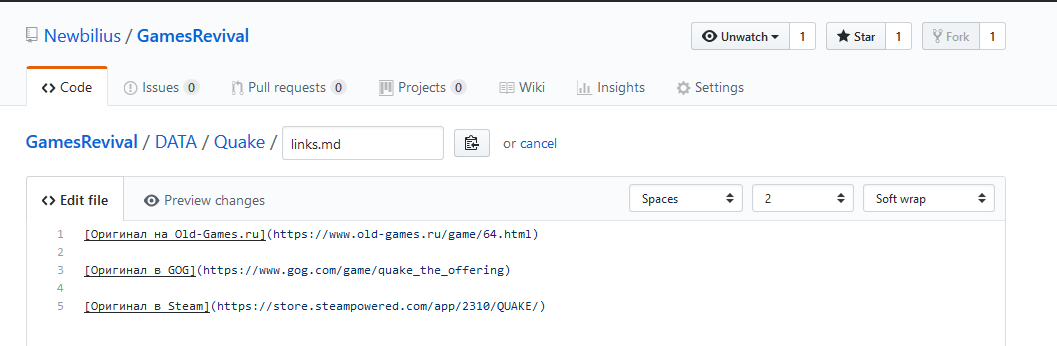 Newbilius / GamesRevival
Unwatch 1 Star 1 Fork 1
Code Issues 0 Pull requests 0 Projects 0 Wiki Insights Settings
GamesRevival / DATA / Quake / links.md or cancel
Edit file Preview changes Spaces 2 Soft wrap
1 [Оригинал на Old-Games.ru](https://www.old-games.ru/game/64.html)
2
3 [Оригинал в GOG](https://www.gog.com/game/quake_the_offering)
4
5 [Оригинал в Steam](https://store.steampowered.com/app/2310/QUAKE/)